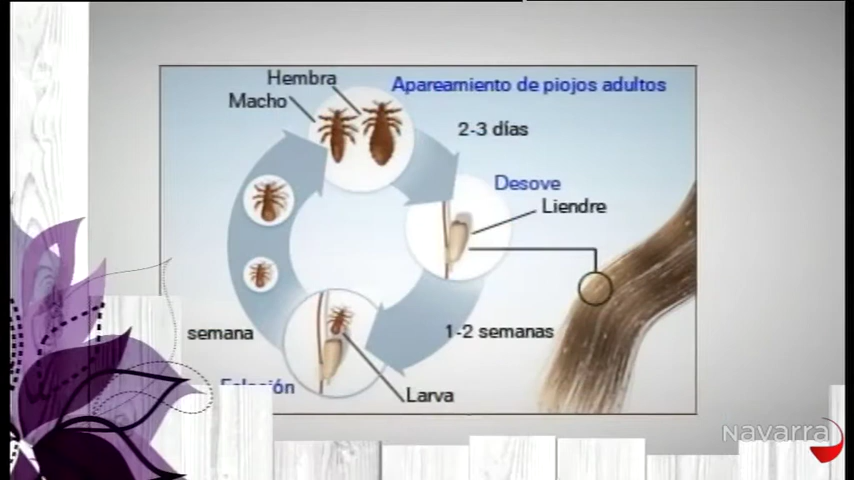 Hembra
Macho
Apareamiento de piojos adultos
2-3 días
Desove
Liendre
1-2 semanas
semana
Larva
Navarra